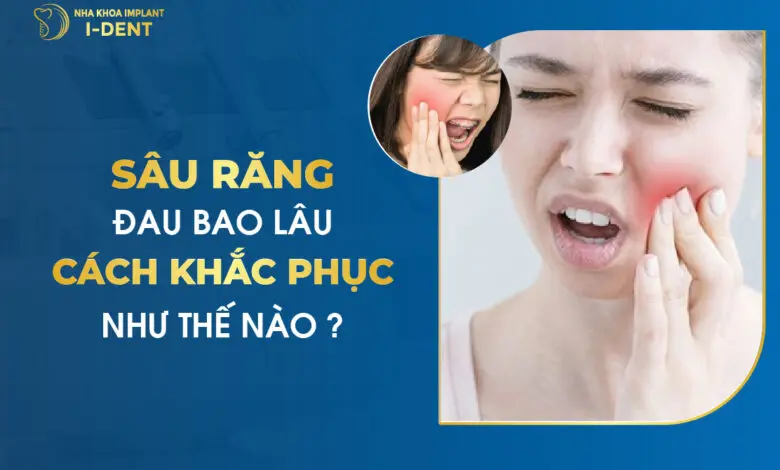 NHA KHOA IMPLANT
I-DENT
SÂU RĂNG
ĐAU BAO LÂU
CÁCH KHẮC PHỤC
NHƯ THẾ NÀO ?